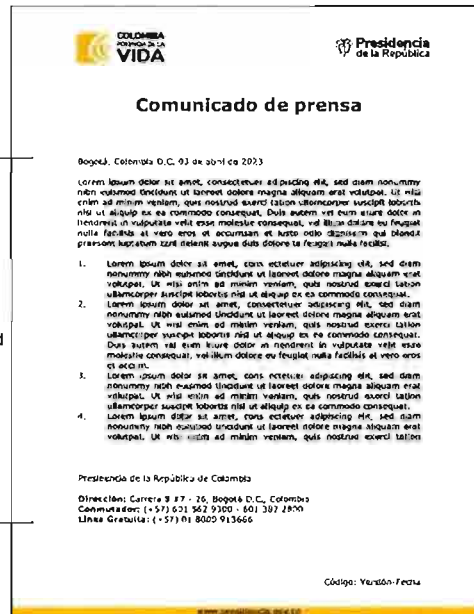 COLOMBIA
POTENCIA DE LA
VIDA
Presidencia
de la República
Comunicado de prensa
Bogotá, Colombia D.C. 03 de abril de 2023
Lorem ipsum dolor sit amet, consectetuer adipiscing elit, sed diam nonummy
nibh euismod tincidunt ut laoreet dolore magna aliquam erat volutpat. Ut wisi
enim ad minim veniam, quis nostrud exerci tation ullamcorper suscipit lobortis
nisl ut aliquip ex ea commodo consequat. Duis autem vel eum iriure dolor in
hendrerit in vulputate velit esse molestie consequat, vel illum dolore eu feugiat
nulla facilisis at vero eros et accumsan et iusto odio dignissim qui blandit
praesent luptatum zzril delenit augue duis dolore te feugait nulla facilisi.
1. Lorem ipsum dolor sit amet, cons ectetuer adipiscing elit, sed diam
nonummy nibh euismod tincidunt ut laoreet dolore magna aliquam erat
volutpat. Ut wisi enim ad minim veniam, quis nostrud exerci tation
ullamcorper suscipit lobortis nisl ut aliquip ex ea commodo consequat.
2. Lorem ipsum dolor sit amet, consectetuer adipiscing elit, sed diam
nonummy nibh euismod tincidunt ut laoreet dolore magna aliquam erat
volutpat. Ut wisi enim ad minim veniam, quis nostrud exerci tation
ullamcorper suscipit lobortis nisl ut aliquip ex ea commodo consequat.
Duis autem vel eum iriure dolor in hendrerit in vulputate velit esse
molestie consequat, vel illum dolore eu feugiat nulla facilisis at vero eros
et accu m.
3. Lorem ipsum dolor sit amet, cons ectetuer adipiscing elit, sed diam
nonummy nibh euismod tincidunt ut laoreet dolore magna aliquam erat
volutpat. Ut wisi enim ad minim veniam, quis nostrud exerci tation
ullamcorper suscipit lobortis nisl ut aliquip ex ea commodo consequat.
4. Lorem ipsum dolor sit amet, cons ectetuer adipiscing elit, sed diam
nonummy nibh euismod tincidunt ut laoreet dolore magna aliquam erat
volutpat. Ut wisi enim ad minim veniam, quis nostrud exerci tation
Presidencia de la República de Colombia
Dirección: Carrera 8 #7 - 26, Bogotá D.C., Colombia
Conmutador: (+57) 601 562 9300 - 601 382 2800
Línea Gratuita: (+57) 01 8000 913666
Código: Versión-Fecha
www.presidencia.gov.co